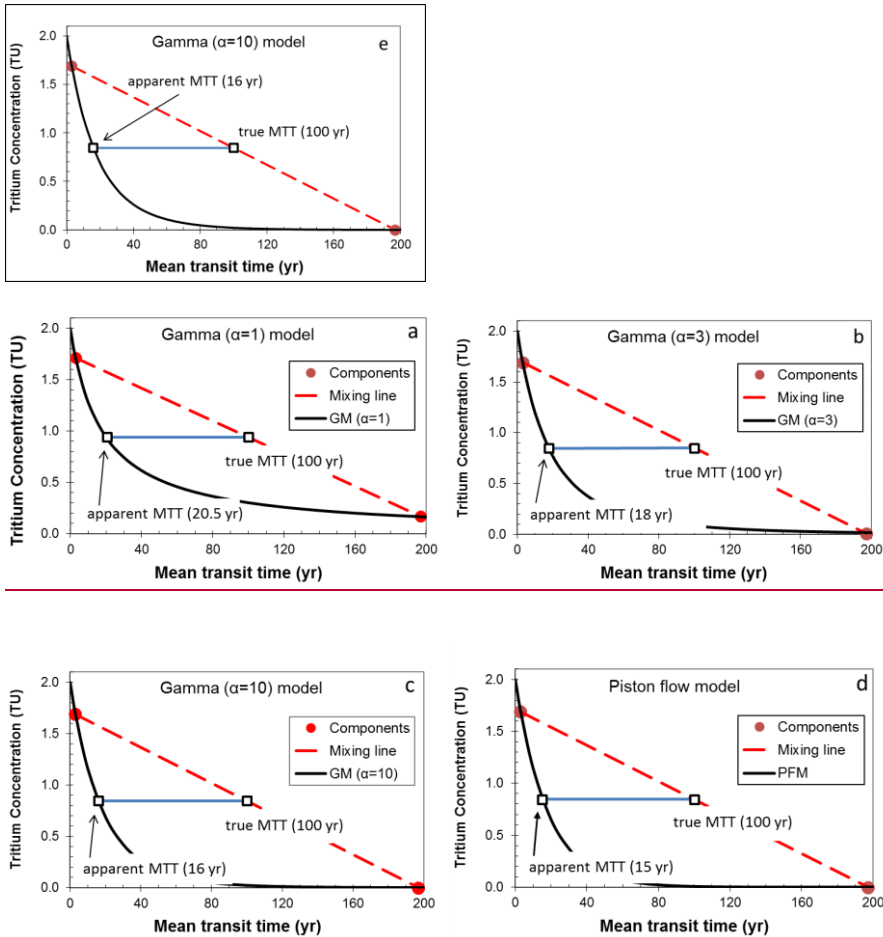 Gamma (α=10) model
e
apparent MTT (16 yr)
true MTT (100 yr)
Tritium Concentration (TU)
2.0
1.5
1.0
0.5
0.0
0 40 80 120 160 200
Mean transit time (yr)
Gamma (α=1) model
a
Components
Mixing line
GM (α=1)
true MTT (100 yr)
apparent MTT (20.5 yr)
Tritium Concentration (TU)
2.0
1.5
1.0
0.5
0.0
0 40 80 120 160 200
Mean transit time (yr)
Gamma (α=3) model
b
Components
Mixing line
GM (α=3)
true MTT (100 yr)
apparent MTT (18 yr)
Tritium Concentration (TU)
2.0
1.5
1.0
0.5
0.0
0 40 80 120 160 200
Mean transit time (yr)
Gamma (α=10) model
c
Components
Mixing line
GM (α=10)
true MTT (100 yr)
apparent MTT (16 yr)
Tritium Concentration (TU)
2.0
1.5
1.0
0.5
0.0
0 40 80 120 160 200
Mean transit time (yr)
Piston flow model
d
Components
Mixing line
PFM
true MTT (100 yr)
apparent MTT (15 yr)
Tritium Concentration (TU)
2.0
1.5
1.0
0.5
0.0
0 40 80 120 160 200
Mean transit time (yr)